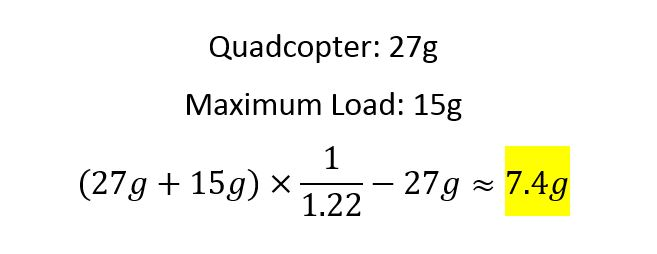 Quadcopter: 27g
Maximum Load: 15g
(27g + 15g) × 1/1.22 − 27g ≈ 7.4g